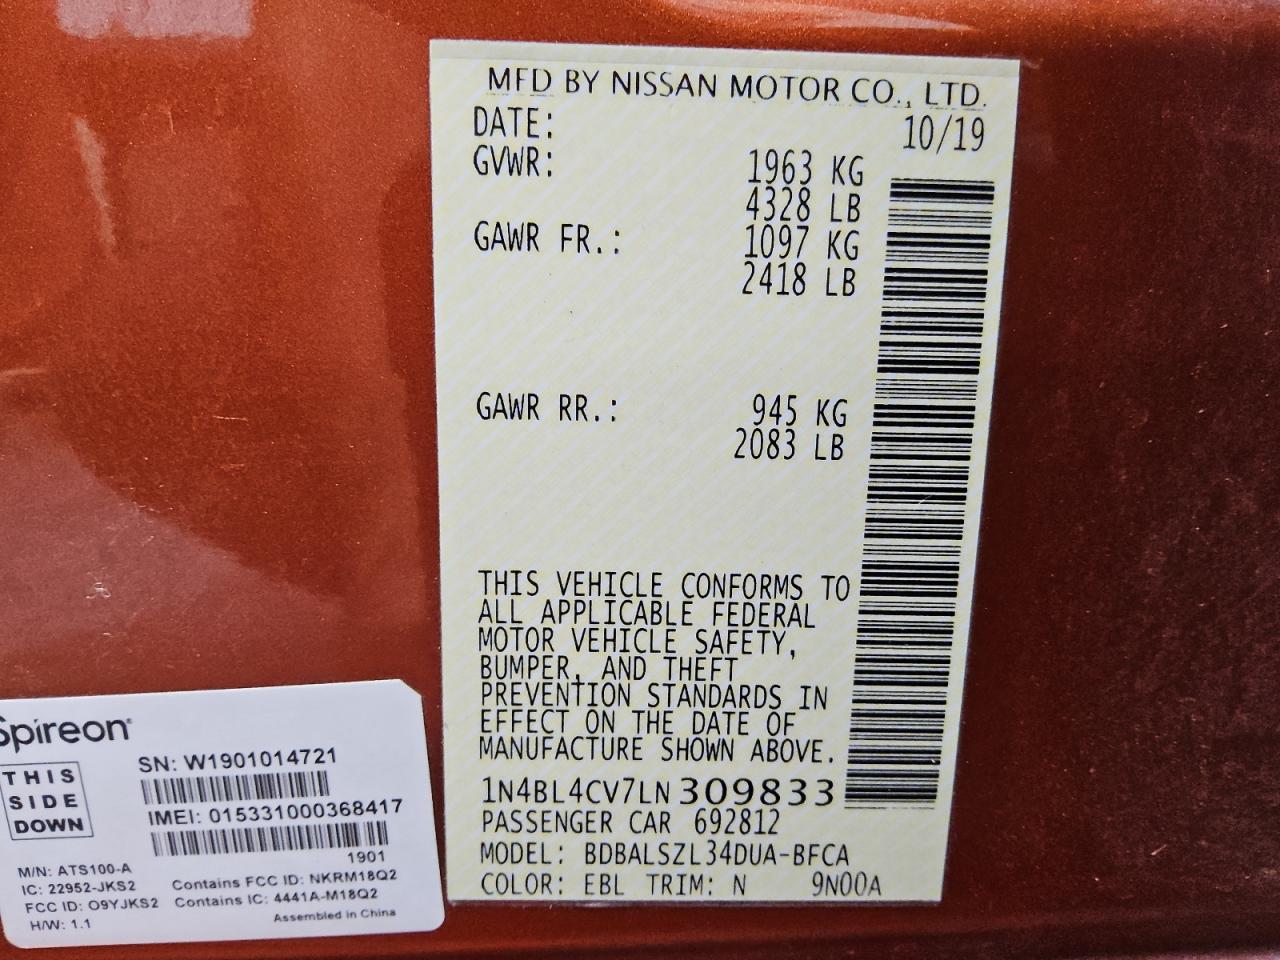 MFD BY NISSAN MOTOR CO., LTD.
DATE: 10/19
GVWR: 1963 KG
4328 LB
GAWR FR.: 1097 KG
2418 LB
GAWR RR.: 945 KG
2083 LB
THIS VEHICLE CONFORMS TO
ALL APPLICABLE FEDERAL
MOTOR VEHICLE SAFETY,
BUMPER, AND THEFT
PREVENTION STANDARDS IN
EFFECT ON THE DATE OF
MANUFACTURE SHOWN ABOVE.
1N4BL4CV7LN309833
PASSENGER CAR 692812
MODEL: BDBALSZL34DUA-BFCA
COLOR: EBL TRIM: N 9N00A
Spireon
THIS
SIDE
DOWN
SN: W1901014721
IMEI: 015331000368417
1901
M/N: ATS100-A
IC: 22952-JKS2
FCC ID: O9YJKS2
H/W: 1.1
Contains FCC ID: NKRM18Q2
Contains IC: 4441A-M18Q2
Assembled in China